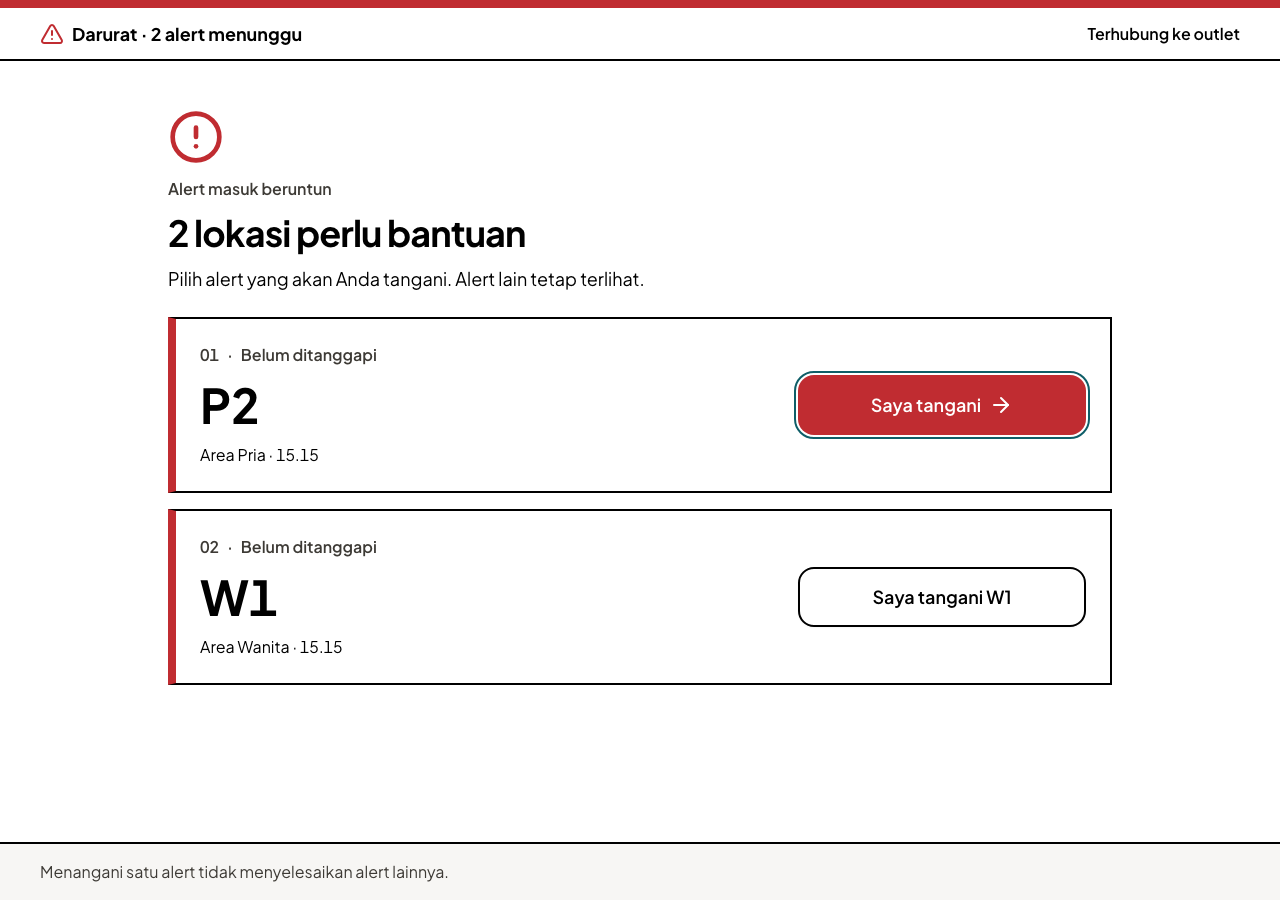 Darurat · 2 alert menunggu
Terhubung ke outlet
Alert masuk beruntun
2 lokasi perlu bantuan
Pilih alert yang akan Anda tangani. Alert lain tetap terlihat.
01 · Belum ditanggapi
P2
Area Pria · 15.15
Saya tangani →
02 · Belum ditanggapi
W1
Area Wanita · 15.15
Saya tangani W1
Menangani satu alert tidak menyelesaikan alert lainnya.